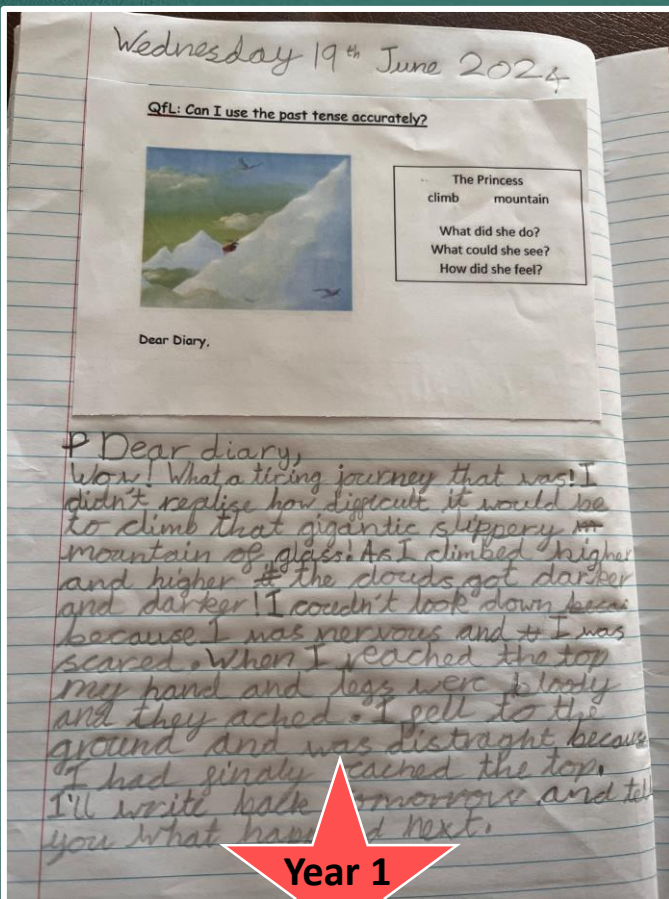 Wednesday 19th June 2024
QfL: Can I use the past tense accurately?
The Princess
climb mountain
What did she do?
What could she see?
How did she feel?
Dear Diary,
Dear diary,
Wow! What a tiring journey that was! I
didn't realise how difficult it would be
to climb that gigantic slippery
mountain of glass! As I climbed higher
and higher the clouds got darker
and darker! I coudn't look down becai
because I was nervous and I was
scared. When I reached the top
my hand and legs were bloody
and they ached. I fell to the
ground and was distraght because
I had finaly reached the top.
I'll write back tomorrow and tell
you what happened next.
Year 1